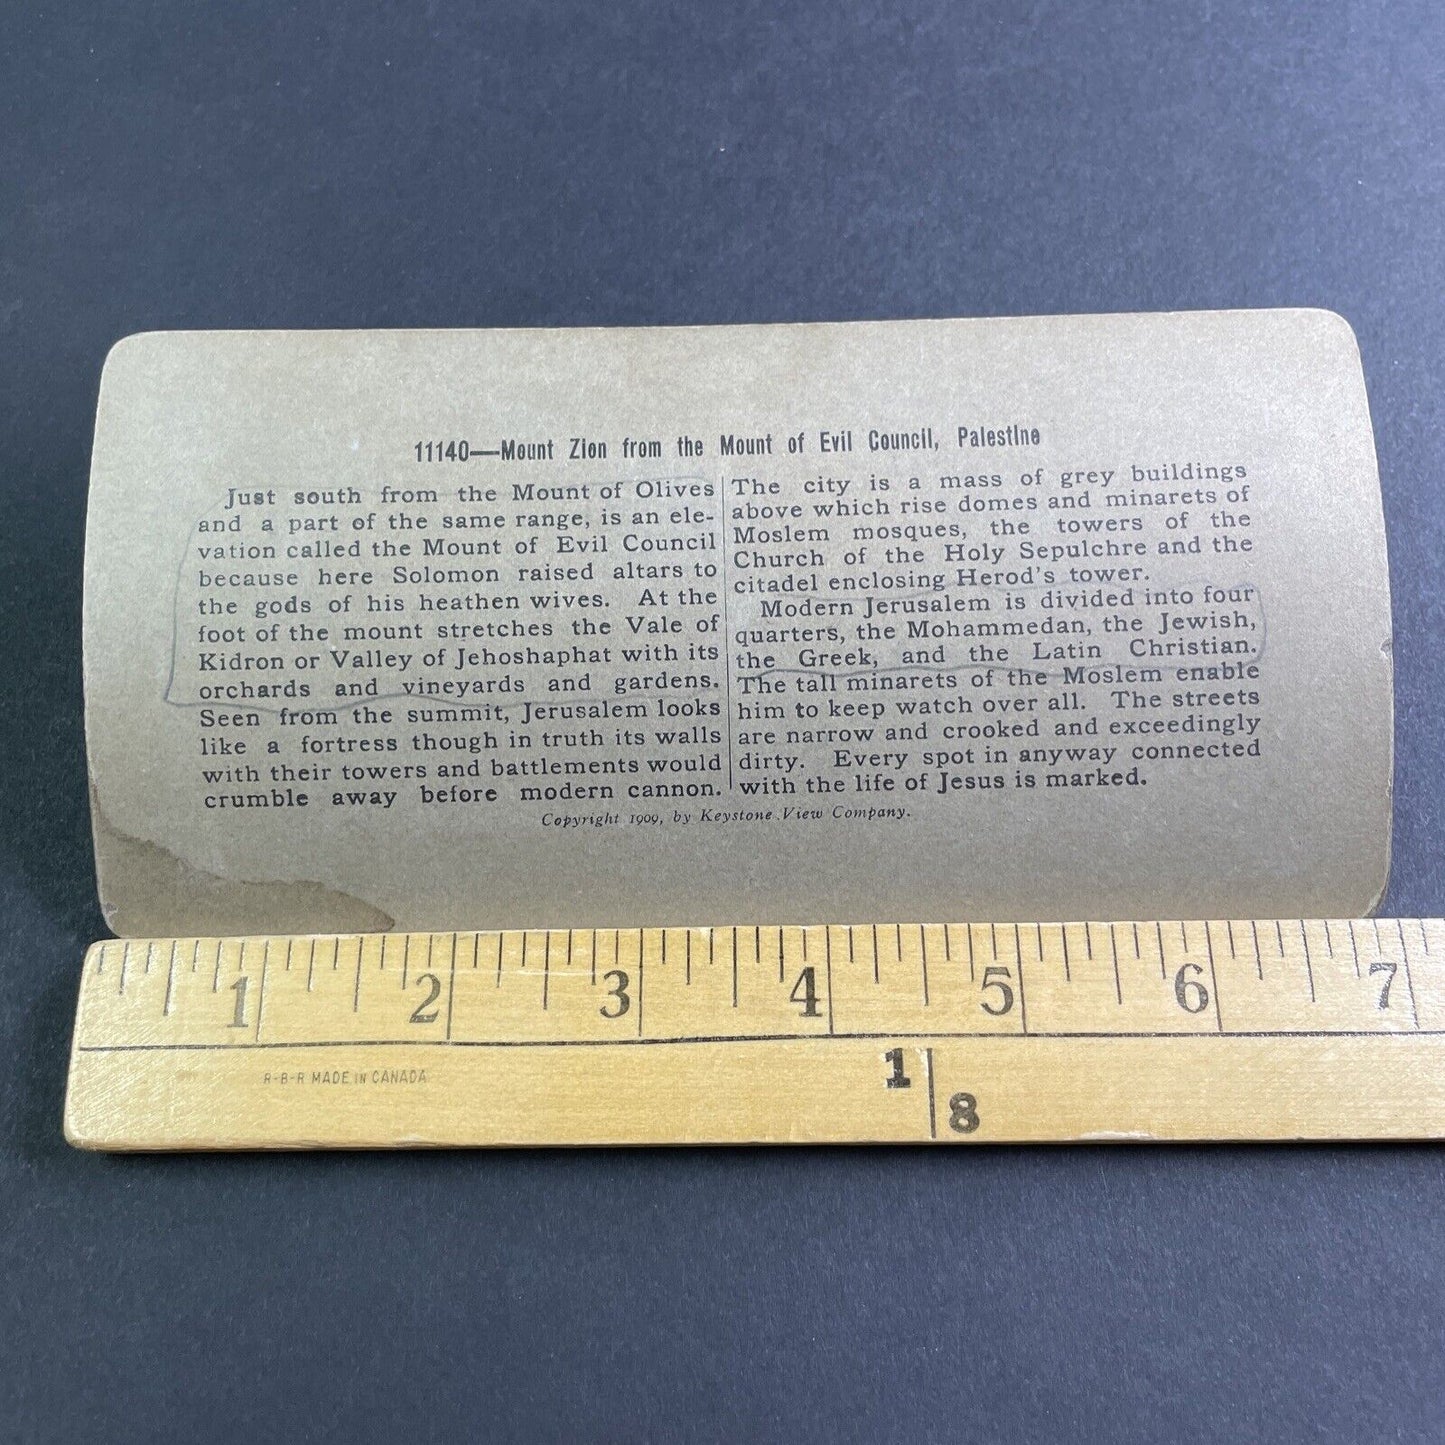 11140—Mount Zion from the Mount of Evil Council, Palestine
Just south from the Mount of Olives
and a part of the same range, is an ele-
vation called the Mount of Evil Council
because here Solomon raised altars to
the gods of his heathen wives. At the
foot of the mount stretches the Vale of
Kidron or Valley of Jehoshaphat with its
orchards and vineyards and gardens.
Seen from the summit, Jerusalem looks
like a fortress though in truth its walls
with their towers and battlements would
crumble away before modern cannon.
The city is a mass of grey buildings
above which rise domes and minarets of
Moslem mosques, the towers of the
Church of the Holy Sepulchre and the
citadel enclosing Herod's tower.
Modern Jerusalem is divided into four
quarters, the Mohammedan, the Jewish,
the Greek, and the Latin Christian.
The tall minarets of the Moslem enable
him to keep watch over all. The streets
are narrow and crooked and exceedingly
dirty. Every spot in anyway connected
with the life of Jesus is marked.
Copyright 1909, by Keystone View Company.
1 2 3 4 5 6 7
R-B-R MADE IN CANADA
1
8